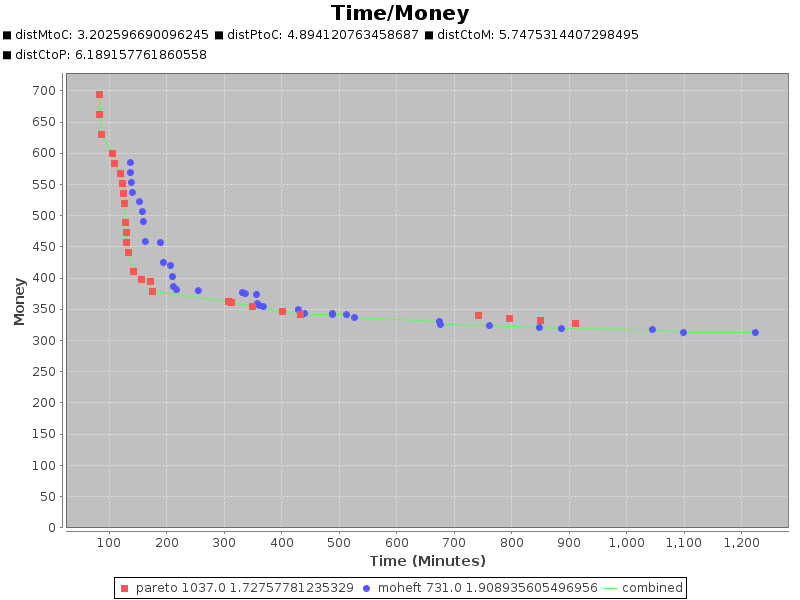 Time/Money
distMtoC: 3.202596690096245 distPtoC: 4.894120763458687 distCtoM: 5.7475314407298495
distCtoP: 6.189157761860558
700
650
600
550
500
450
400
350
300
250
200
150
100
50
0
Money
100 200 300 400 500 600 700 800 900 1,000 1,100 1,200
Time (Minutes)
pareto 1037.0 1.72757781235329 moheft 731.0 1.908935605496956 combined